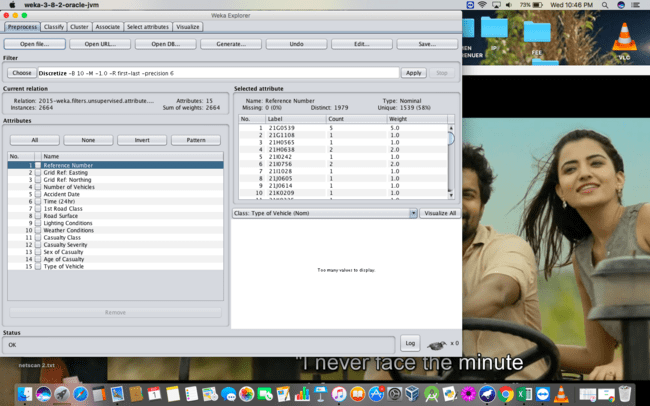 weka-3-8-2-oracle-jvm
73%
Wed 10:46 PM
Weka Explorer
Preprocess Classify Cluster Associate Select attributes Visualize
Open file... Open URL... Open DB... Generate... Undo Edit... Save...
Filter
Choose Discretize -B 10 -M -1.0 -R first-last -precision 6 Apply Stop
Current relation
Relation: 2015-weka.filters.unsupervised.attribute.... Attributes: 15
Instances: 2664 Sum of weights: 2664
Selected attribute
Name: Reference Number Type: Nominal
Missing: 0 (0%) Distinct: 1979 Unique: 1539 (58%)
No. Label Count Weight
1 21G0539 5 5.0
2 21G1108 1 1.0
3 21H0565 1 1.0
4 21H0638 2 2.0
5 21I0242 1 1.0
6 21I0756 2 2.0
7 21I1028 1 1.0
8 21J0605 1 1.0
9 21J0614 1 1.0
10 21K0209 1 1.0
Attributes
All None Invert Pattern
No. Name
1 Reference Number
2 Grid Ref: Easting
3 Grid Ref: Northing
4 Number of Vehicles
5 Accident Date
6 Time (24hr)
7 1st Road Class
8 Road Surface
9 Lighting Conditions
10 Weather Conditions
11 Casualty Class
12 Casualty Severity
13 Sex of Casualty
14 Age of Casualty
15 Type of Vehicle
Remove
Class: Type of Vehicle (Nom) Visualize All
Too many values to display.
Status
OK
Log x 0
VLC
netscan 2.txt
"I never face the minute